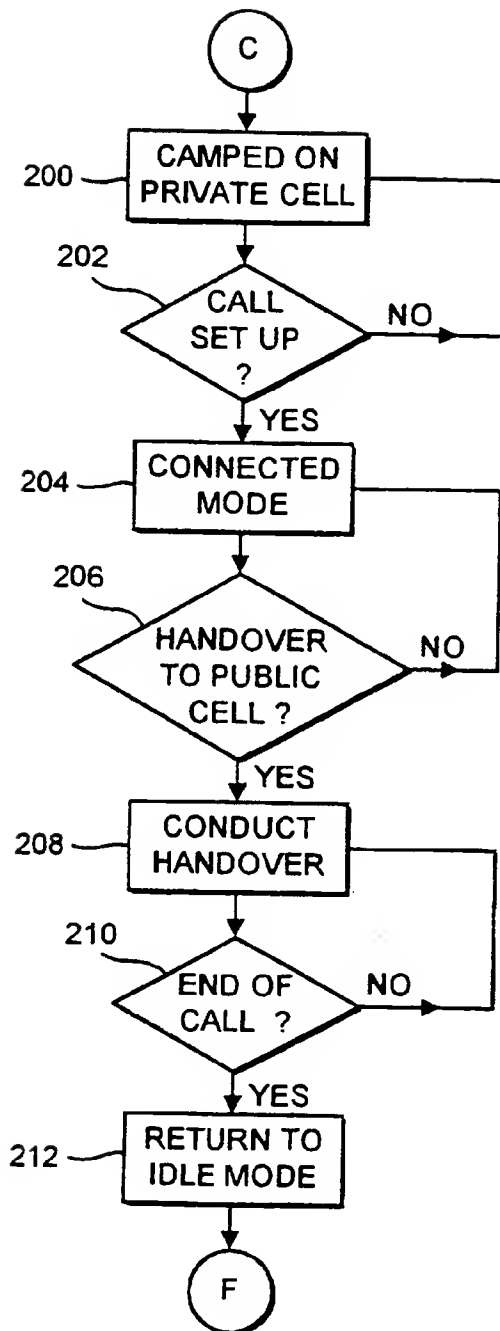 C
200
CAMPED ON
PRIVATE CELL
202
CALL
SET UP
?
NO
YES
204
CONNECTED
MODE
206
HANDOVER
TO PUBLIC
CELL ?
NO
YES
208
CONDUCT
HANDOVER
210
END OF
CALL ?
NO
YES
212
RETURN TO
IDLE MODE
F